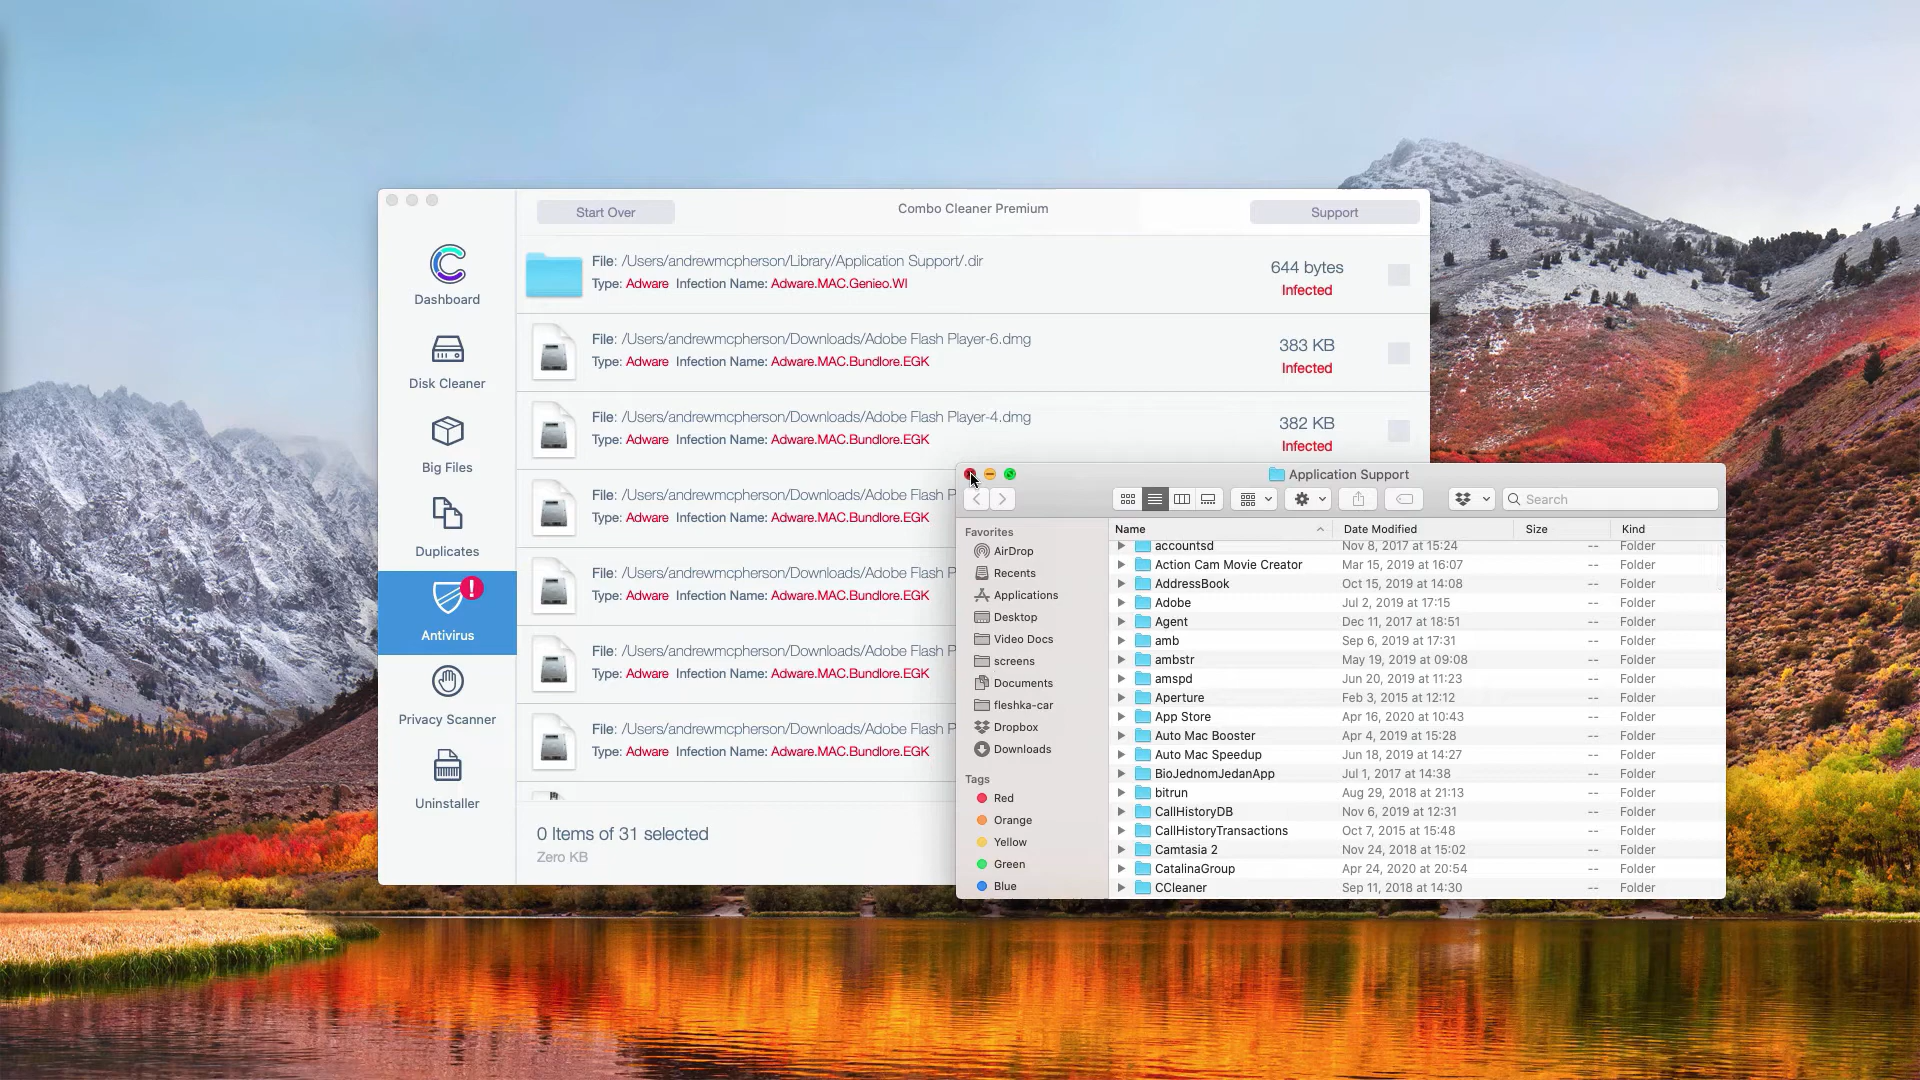 Start Over
Combo Cleaner Premium
Support
Dashboard
Disk Cleaner
Big Files
Duplicates
!
Antivirus
Privacy Scanner
Uninstaller
File: /Users/andrewmcpherson/Library/Application Support/.dir
Type: Adware Infection Name: Adware.MAC.Genieo.WI
644 bytes
Infected
File: /Users/andrewmcpherson/Downloads/Adobe Flash Player-6.dmg
Type: Adware Infection Name: Adware.MAC.Bundlore.EGK
383 KB
Infected
File: /Users/andrewmcpherson/Downloads/Adobe Flash Player-4.dmg
Type: Adware Infection Name: Adware.MAC.Bundlore.EGK
382 KB
Infected
File: /Users/andrewmcpherson/Downloads/Adobe Flash P
Type: Adware Infection Name: Adware.MAC.Bundlore.EGK
File: /Users/andrewmcpherson/Downloads/Adobe Flash P
Type: Adware Infection Name: Adware.MAC.Bundlore.EGK
File: /Users/andrewmcpherson/Downloads/Adobe Flash P
Type: Adware Infection Name: Adware.MAC.Bundlore.EGK
File: /Users/andrewmcpherson/Downloads/Adobe Flash P
Type: Adware Infection Name: Adware.MAC.Bundlore.EGK
0 Items of 31 selected
Zero KB
Application Support
Search
Favorites
AirDrop
Recents
Applications
Desktop
Video Docs
screens
Documents
fleshka-car
Dropbox
Downloads
Tags
Red
Orange
Yellow
Green
Blue
Name Date Modified Size Kind
accountsd Nov 8, 2017 at 15:24 -- Folder
Action Cam Movie Creator Mar 15, 2019 at 16:07 -- Folder
AddressBook Oct 15, 2019 at 14:08 -- Folder
Adobe Jul 2, 2019 at 17:15 -- Folder
Agent Dec 11, 2017 at 18:51 -- Folder
amb Sep 6, 2019 at 17:31 -- Folder
ambstr May 19, 2019 at 09:08 -- Folder
amspd Jun 20, 2019 at 11:23 -- Folder
Aperture Feb 3, 2015 at 12:12 -- Folder
App Store Apr 16, 2020 at 10:43 -- Folder
Auto Mac Booster Apr 4, 2019 at 15:28 -- Folder
Auto Mac Speedup Jun 18, 2019 at 14:27 -- Folder
BioJednomJedanApp Jul 1, 2017 at 14:38 -- Folder
bitrun Aug 29, 2018 at 21:13 -- Folder
CallHistoryDB Nov 6, 2019 at 12:31 -- Folder
CallHistoryTransactions Oct 7, 2015 at 15:48 -- Folder
Camtasia 2 Nov 24, 2018 at 15:02 -- Folder
CatalinaGroup Apr 24, 2020 at 20:54 -- Folder
CCleaner Sep 11, 2018 at 14:30 -- Folder